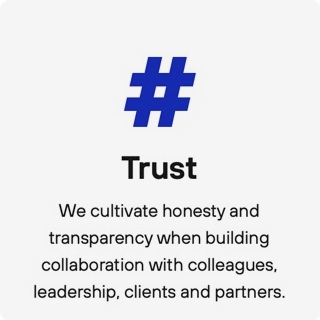 #
Trust
We cultivate honesty and
transparency when building
collaboration with colleagues,
leadership, clients and partners.